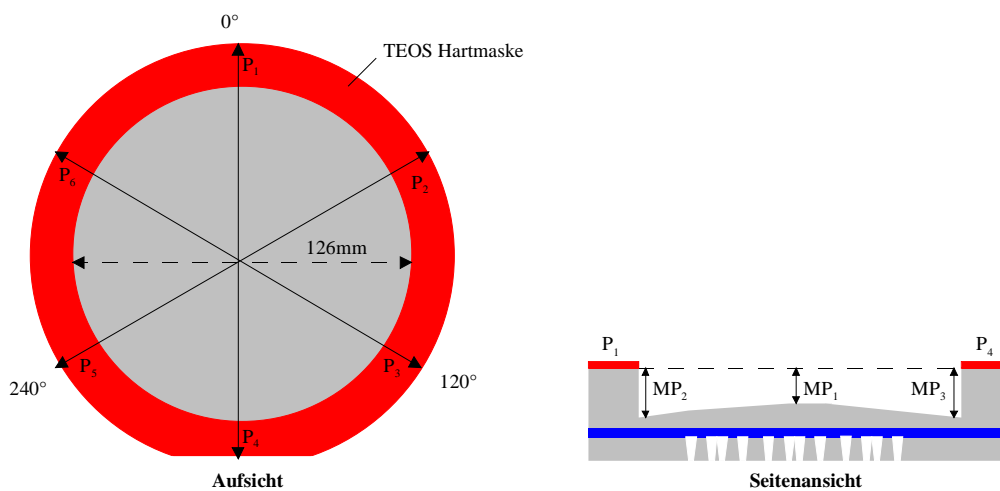 0°
TEOS Hartmaske
P1
P6
P2
126mm
P5
P3
240°
120°
P4
Aufsicht
P1
P4
MP2
MP1
MP3
Seitenansicht